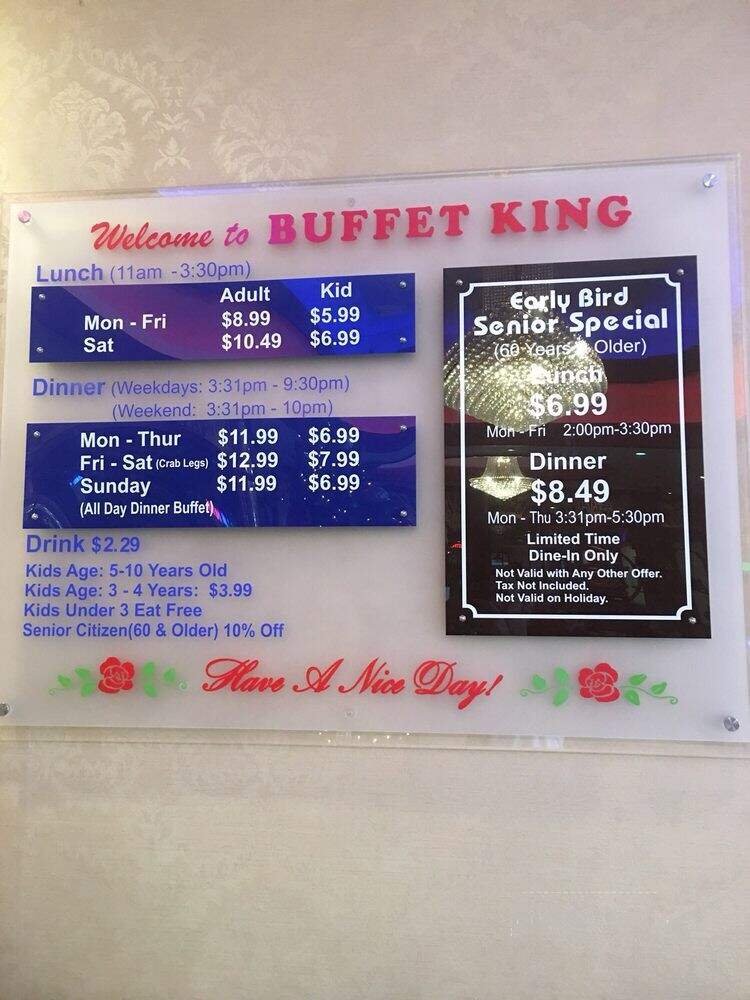 Welcome to BUFFET KING
Lunch (11am - 3:30pm)
Adult Kid
Mon - Fri $8.99 $5.99
Sat $10.49 $6.99
Dinner (Weekdays: 3:31pm - 9:30pm)
(Weekend: 3:31pm - 10pm)
Mon - Thur $11.99 $6.99
Fri - Sat (Crab Legs) $12.99 $7.99
Sunday $11.99 $6.99
(All Day Dinner Buffet)
Drink $2.29
Kids Age: 5-10 Years Old
Kids Age: 3 - 4 Years: $3.99
Kids Under 3 Eat Free
Senior Citizen(60 & Older) 10% Off
Early Bird
Senior Special
(60 Years & Older)
Lunch
$6.99
Mon - Fri 2:00pm-3:30pm
Dinner
$8.49
Mon - Thu 3:31pm-5:30pm
Limited Time
Dine-In Only
Not Valid with Any Other Offer.
Tax Not Included.
Not Valid on Holiday.
Have A Nice Day!